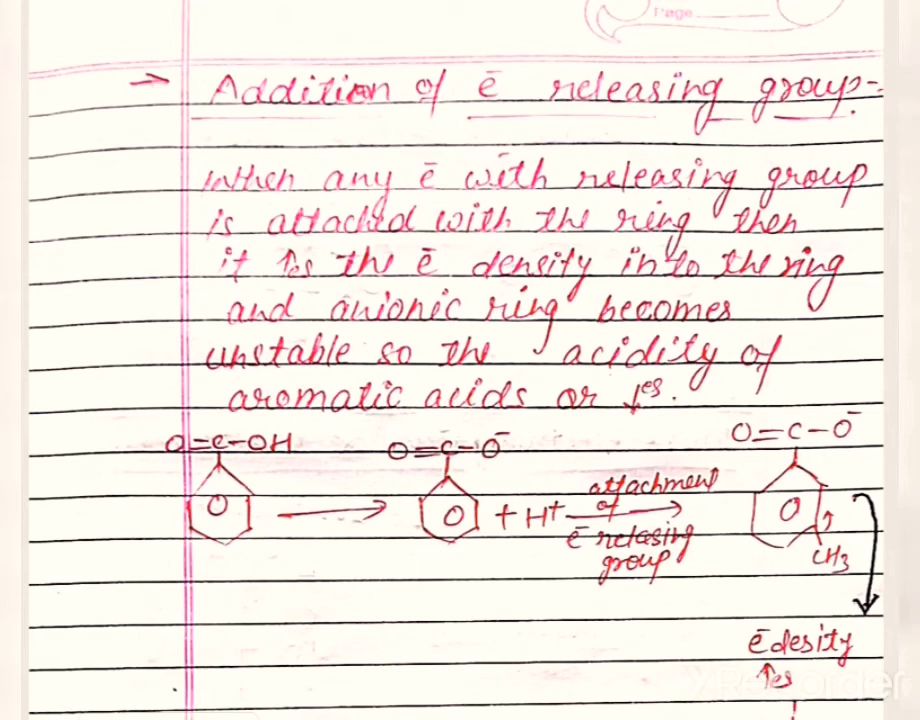 Page
→ Addition of ē releasing group-
When any ē with releasing group
is attached with the ring then
it ↑es the ē density into the ring
and anionic ring becomes
unstable so the acidity of
aromatic acids or ↓es.
O=C-OH
O=C-O⁻
O=C-O⁻
+ H⁺
attachment
of
ē relasing
group
CH3
ē desity
↑es